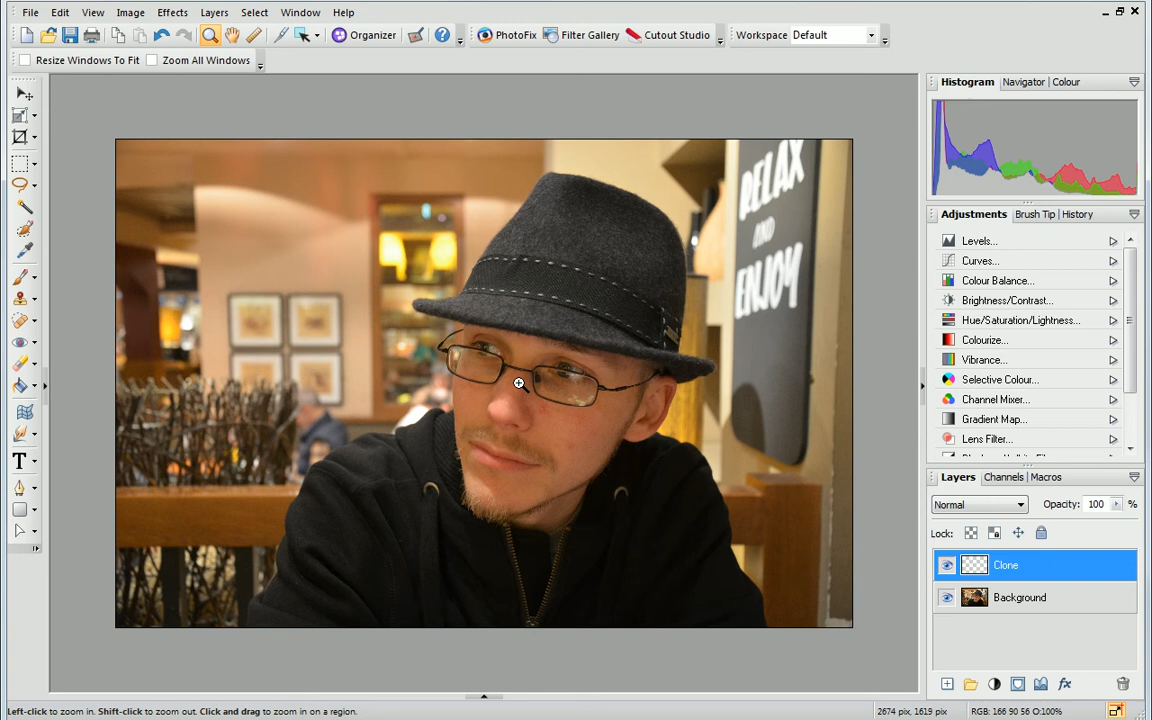 File Edit View Image Effects Layers Select Window Help
Organizer PhotoFix Filter Gallery Cutout Studio Workspace Default
Resize Windows To Fit Zoom All Windows
Histogram Navigator Colour
RELAX
AND
ENJOY
Adjustments Brush Tip History
Levels...
Curves...
Colour Balance...
Brightness/Contrast...
Hue/Saturation/Lightness...
Colourize...
Vibrance...
Selective Colour...
Channel Mixer...
Gradient Map...
Lens Filter...
Layers Channels Macros
Normal Opacity: 100 %
Lock:
Clone
Background
Left-click to zoom in. Shift-click to zoom out. Click and drag to zoom in on a region. 2674 pix, 1619 pix RGB: 166 90 56 O:100%